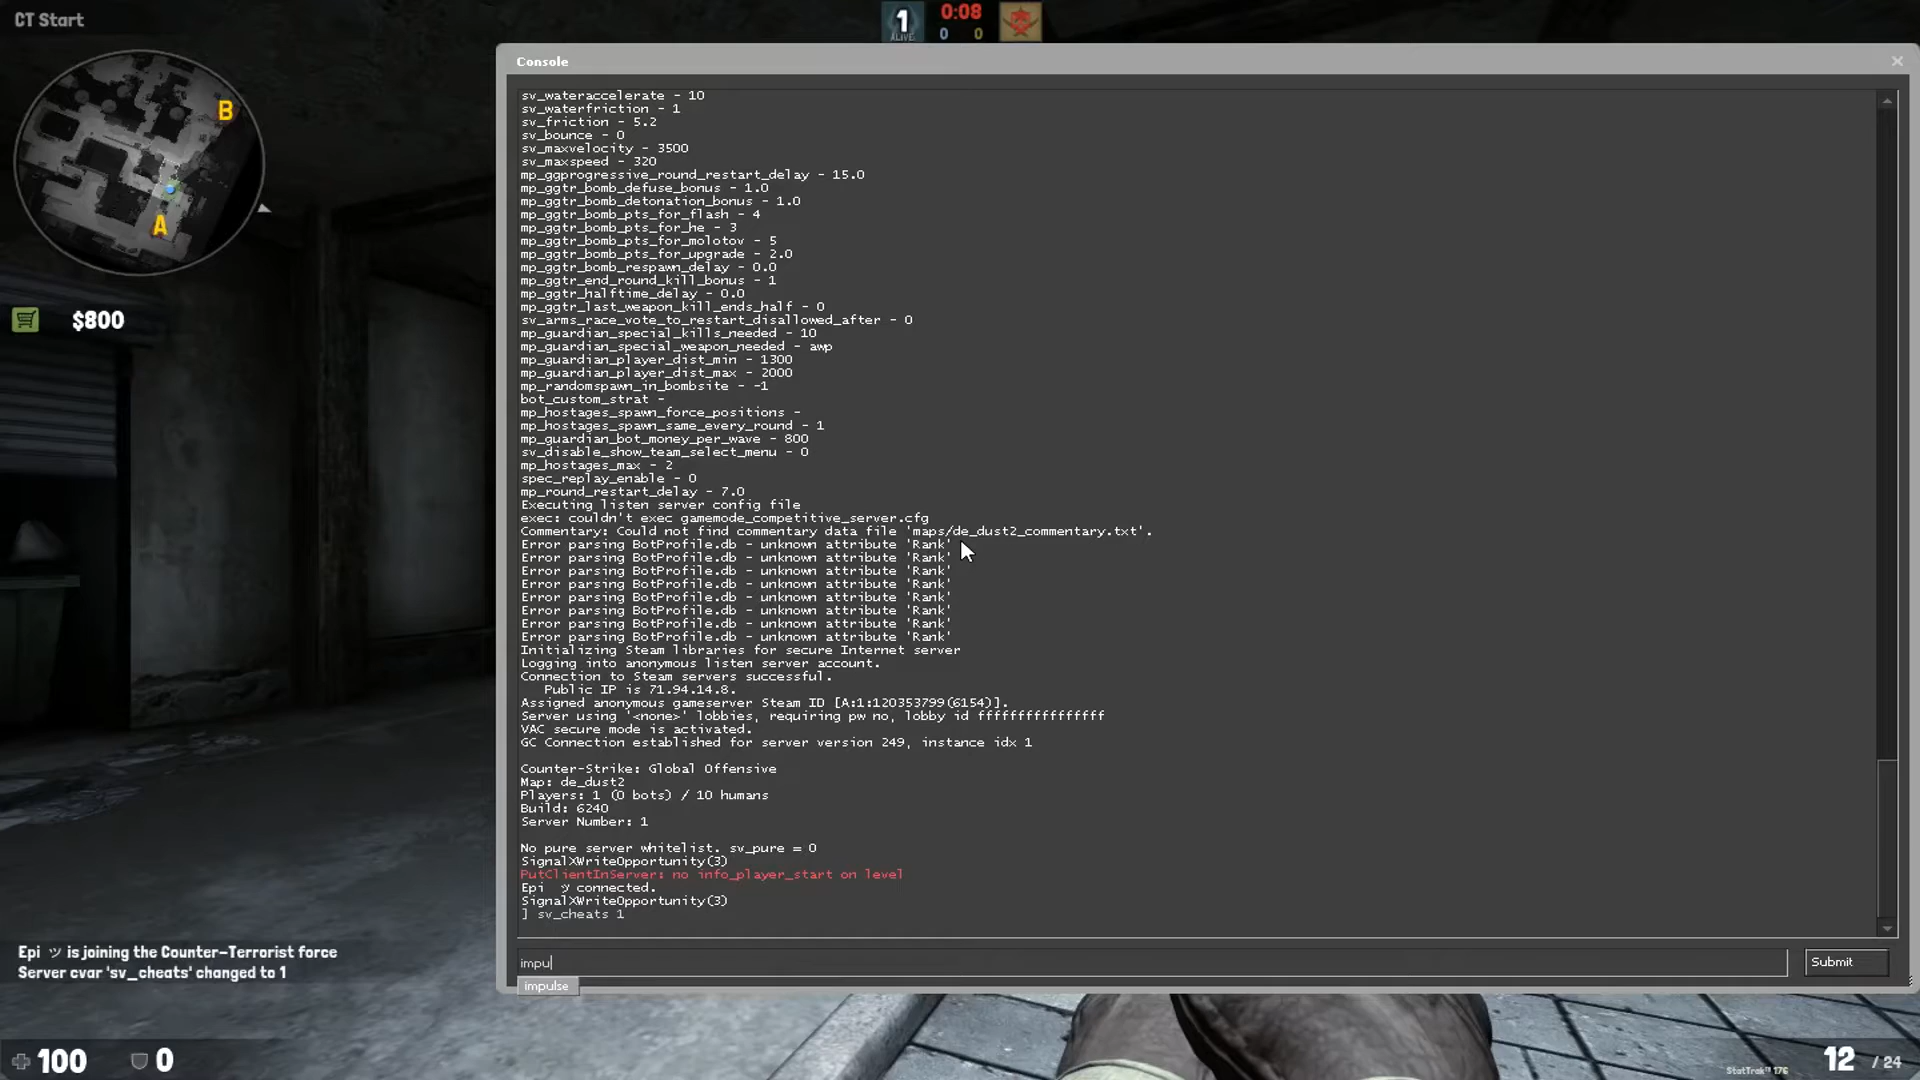 CT Start
1
ALIVE
0:08
0 0
B
A
$800
Console
sv_wateraccelerate - 10
sv_waterfriction - 1
sv_friction - 5.2
sv_bounce - 0
sv_maxvelocity - 3500
sv_maxspeed - 320
mp_ggprogressive_round_restart_delay - 15.0
mp_ggtr_bomb_defuse_bonus - 1.0
mp_ggtr_bomb_detonation_bonus - 1.0
mp_ggtr_bomb_pts_for_flash - 4
mp_ggtr_bomb_pts_for_he - 3
mp_ggtr_bomb_pts_for_molotov - 5
mp_ggtr_bomb_pts_for_upgrade - 2.0
mp_ggtr_bomb_respawn_delay - 0.0
mp_ggtr_end_round_kill_bonus - 1
mp_ggtr_halftime_delay - 0.0
mp_ggtr_last_weapon_kill_ends_half - 0
sv_arms_race_vote_to_restart_disallowed_after - 0
mp_guardian_special_kills_needed - 10
mp_guardian_special_weapon_needed - awp
mp_guardian_player_dist_min - 1300
mp_guardian_player_dist_max - 2000
mp_randomspawn_in_bombsite - -1
bot_custom_strat -
mp_hostages_spawn_force_positions -
mp_hostages_spawn_same_every_round - 1
mp_guardian_bot_money_per_wave - 800
sv_disable_show_team_select_menu - 0
mp_hostages_max - 2
spec_replay_enable - 0
mp_round_restart_delay - 7.0
Executing listen server config file
exec: couldn't exec gamemode_competitive_server.cfg
Commentary: Could not find commentary data file 'maps/de_dust2_commentary.txt'.
Error parsing BotProfile.db - unknown attribute 'Rank'
Error parsing BotProfile.db - unknown attribute 'Rank'
Error parsing BotProfile.db - unknown attribute 'Rank'
Error parsing BotProfile.db - unknown attribute 'Rank'
Error parsing BotProfile.db - unknown attribute 'Rank'
Error parsing BotProfile.db - unknown attribute 'Rank'
Error parsing BotProfile.db - unknown attribute 'Rank'
Error parsing BotProfile.db - unknown attribute 'Rank'
Initializing Steam libraries for secure Internet server
Logging into anonymous listen server account.
Connection to Steam servers successful.
Public IP is 71.94.14.8.
Assigned anonymous gameserver Steam ID [A:1:120353799(6154)].
Server using '<none>' lobbies, requiring pw no, lobby id ffffffffffffffff
VAC secure mode is activated.
GC Connection established for server version 249, instance idx 1
Counter-Strike: Global Offensive
Map: de_dust2
Players: 1 (0 bots) / 10 humans
Build: 6240
Server Number: 1
No pure server whitelist. sv_pure = 0
SignalXWriteOpportunity(3)
PutClientInServer: no info_player_start on level
Epi ツ connected.
SignalXWriteOpportunity(3)
] sv_cheats 1
impu
Submit
impulse
Epi ツ is joining the Counter-Terrorist force
Server cvar 'sv_cheats' changed to 1
100 0
StatTrak™ 176
12 / 24